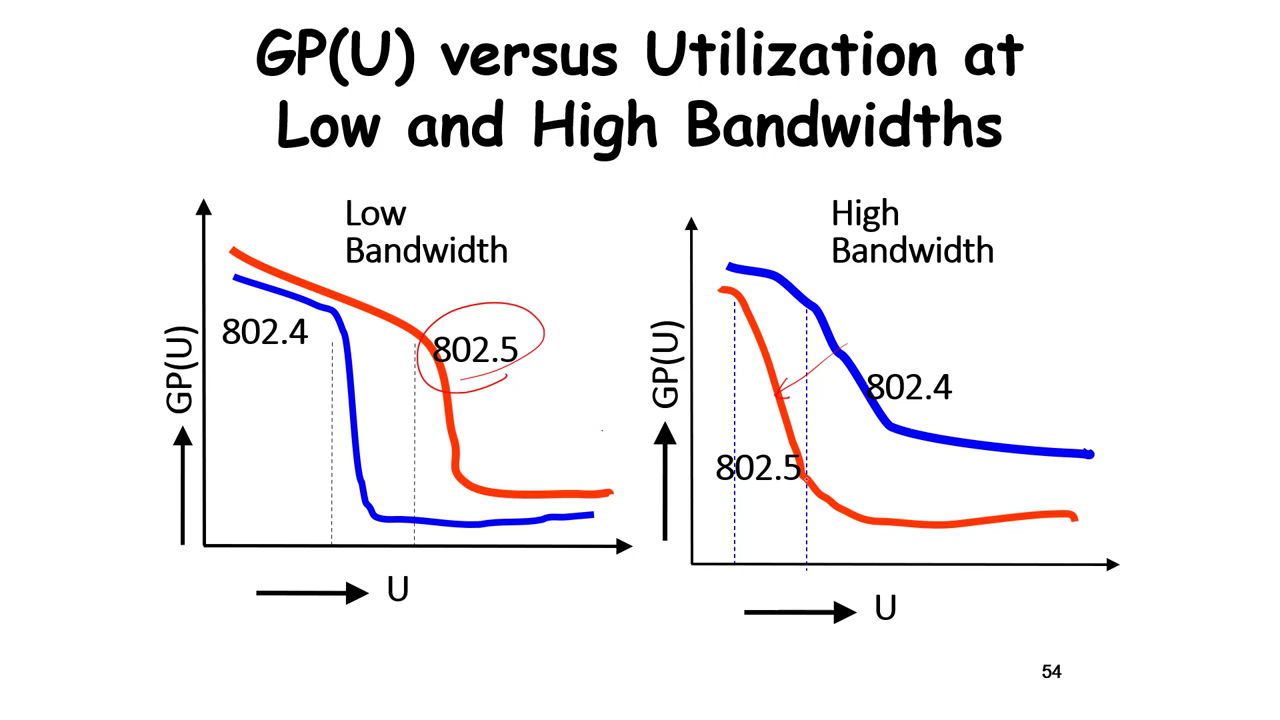 GP(U) versus Utilization at
Low and High Bandwidths
Low
Bandwidth
802.4
802.5
GP(U)
U
High
Bandwidth
802.4
802.5
GP(U)
U
54